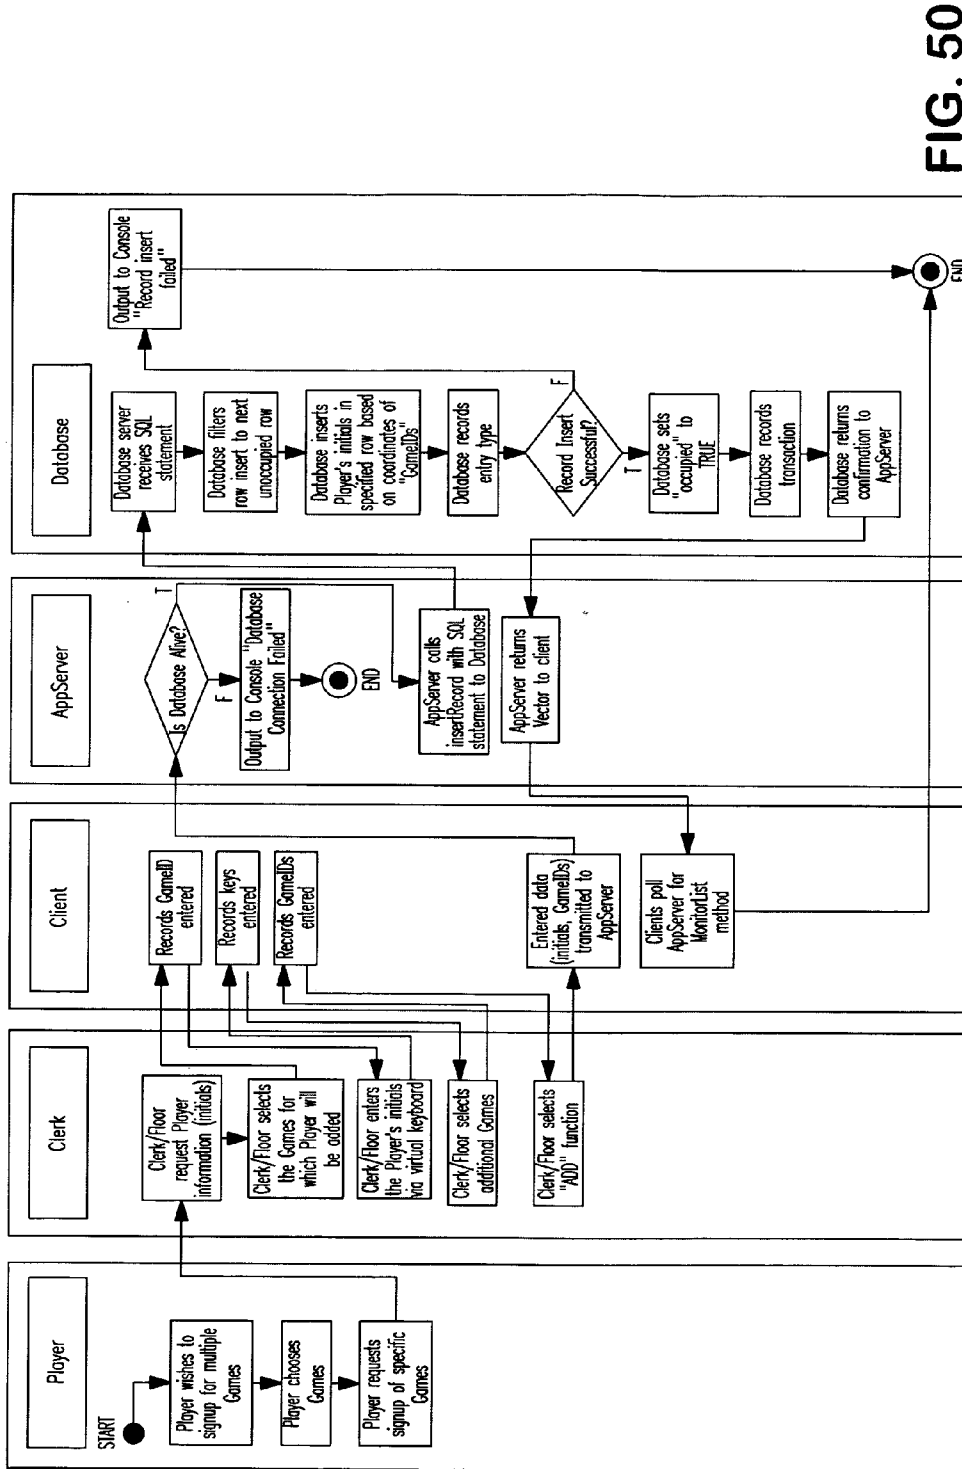 Player
START
Player wishes to
signup for multiple
Games
Player chooses
Games
Player requests
signup of specific
Games
Clerk
Clerk/Floor
request Player
information (initials)
Clerk/Floor selects
the Games for
which Player will
be added
Clerk/Floor enters
the Player's initials
via virtual keyboard
Clerk/Floor selects
additional Games
Clerk/Floor selects
"ADD" function
Client
Records GameID
entered
Records keys
entered
Records GameIDs
entered
Entered data
(initials, GameIDs)
transmitted to
AppServer
Clients poll
AppServer for
MonitorList
method
AppServer
Is Database Alive?
T
F
Output to Console "Database
Connection Failed"
END
AppServer calls
insertRecord with SQL
statement to Database
AppServer returns
Vector to client
Database
Database server
receives SQL
statement
Database filters
row insert to next
unoccupied row
Database inserts
Player's initials in
specified row based
on coordinates of
"GameIDs"
Database records
entry type
Record Insert
Successful?
F
T
Database sets
"occupied" to
TRUE
Database records
transaction
Database returns
confirmation to
AppServer
Output to Console
"Record insert
failed"
END
FIG. 50